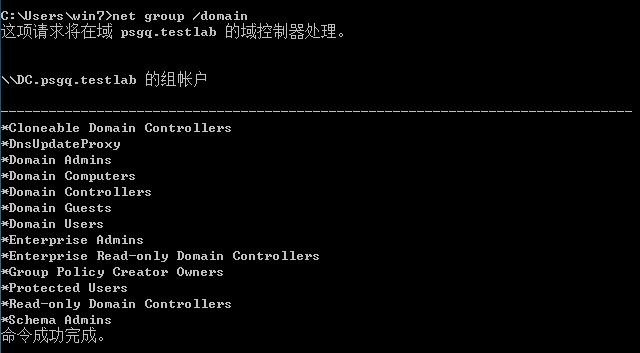 C:\Users\win7>net group /domain
这项请求将在域 psgq.testlab 的域控制器处理。
\\DC.psgq.testlab 的组帐户
-------------------------------------------------------------------------------
*Cloneable Domain Controllers
*DnsUpdateProxy
*Domain Admins
*Domain Computers
*Domain Controllers
*Domain Guests
*Domain Users
*Enterprise Admins
*Enterprise Read-only Domain Controllers
*Group Policy Creator Owners
*Protected Users
*Read-only Domain Controllers
*Schema Admins
命令成功完成。